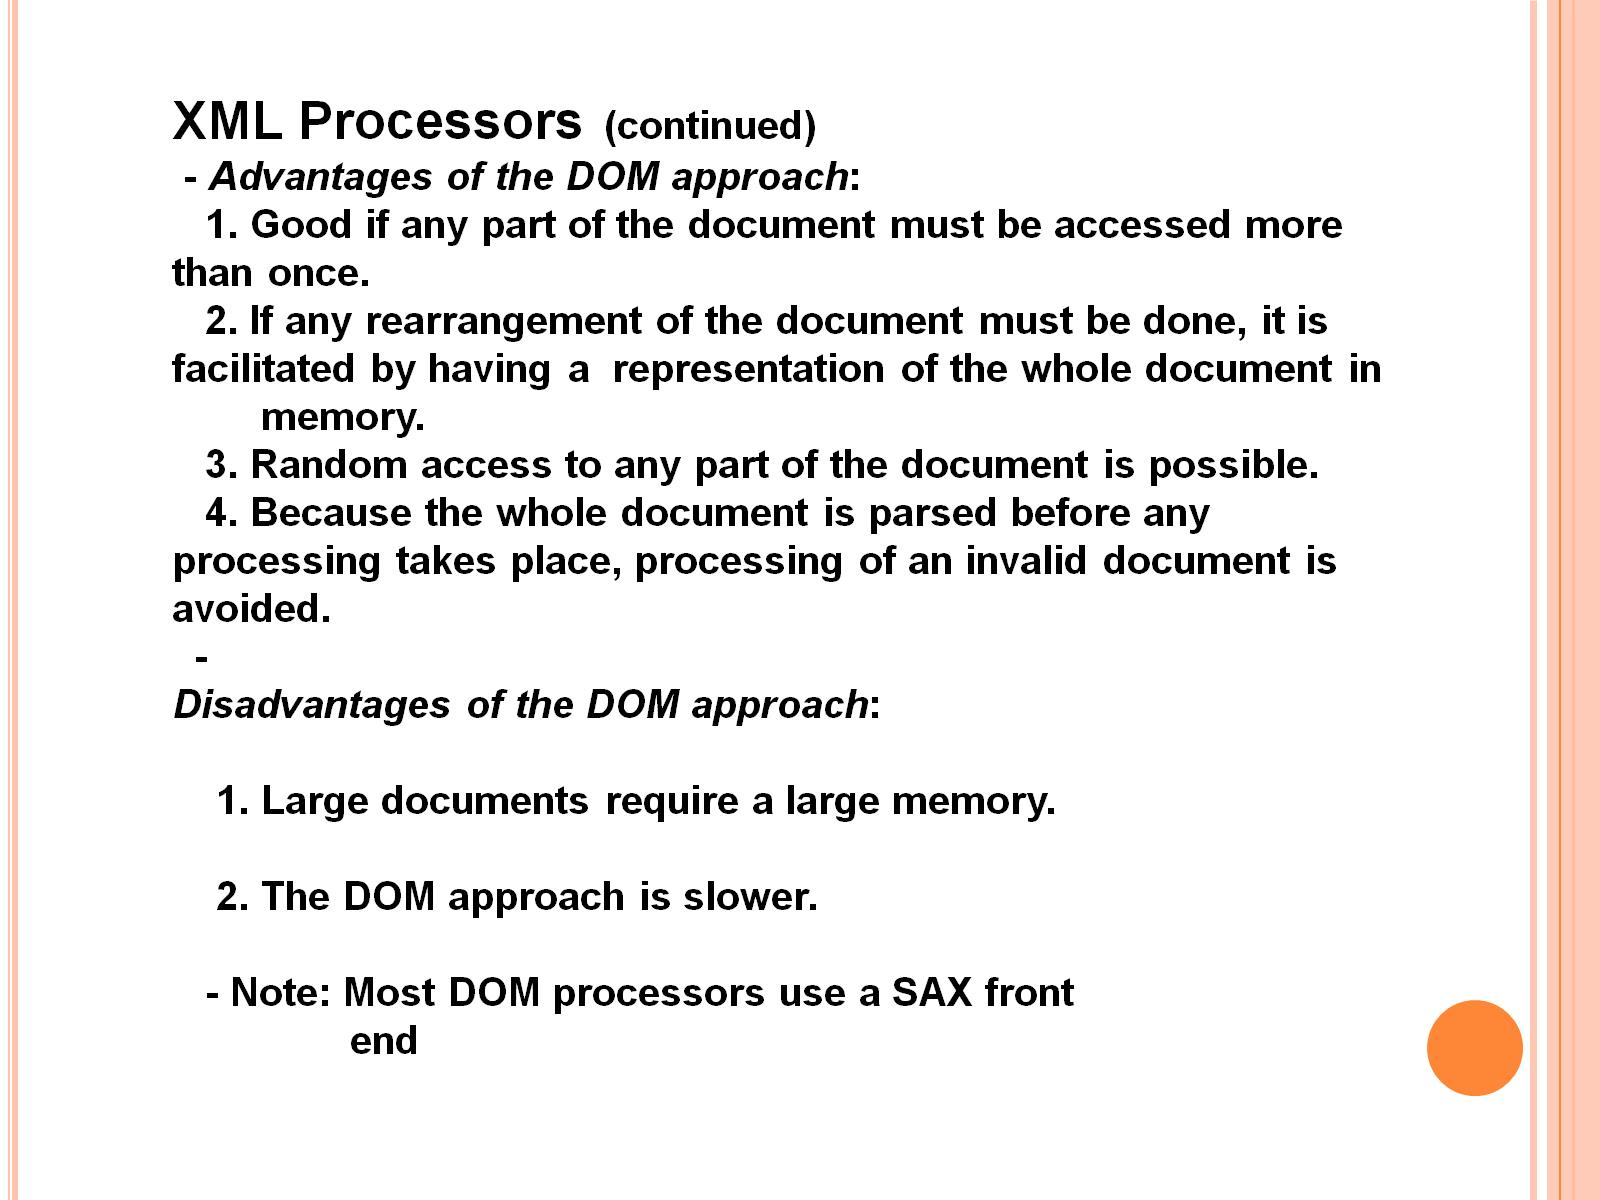 XML Processors (continued)
- Advantages of the DOM approach:
1. Good if any part of the document must be accessed more
than once.
2. If any rearrangement of the document must be done, it is
facilitated by having a representation of the whole document in
memory.
3. Random access to any part of the document is possible.
4. Because the whole document is parsed before any
processing takes place, processing of an invalid document is
avoided.
-
Disadvantages of the DOM approach:
1. Large documents require a large memory.
2. The DOM approach is slower.
- Note: Most DOM processors use a SAX front
end